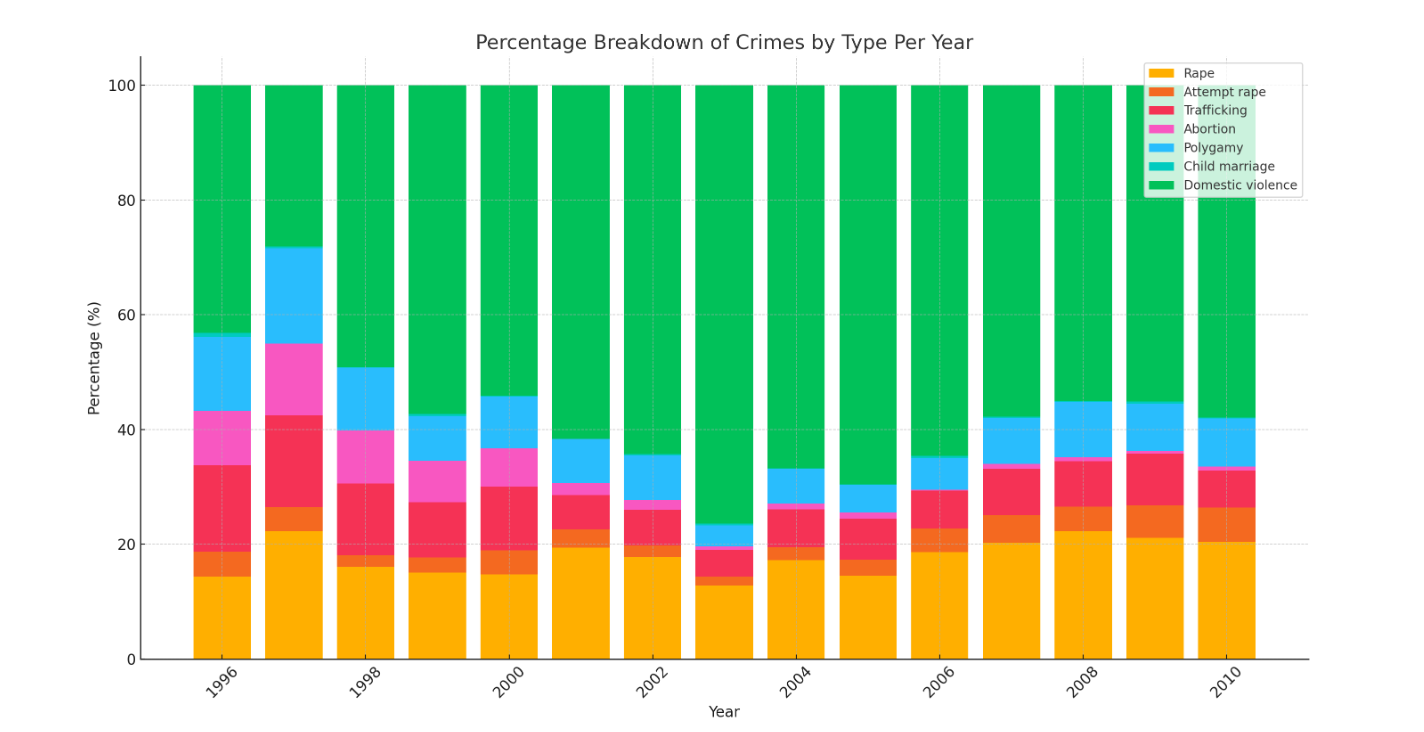 Percentage Breakdown of Crimes by Type Per Year
Rape
Attempt rape
Trafficking
Abortion
Polygamy
Child marriage
Domestic violence
Percentage (%)
100
80
60
40
20
0
1996
1998
2000
2002
2004
2006
2008
2010
Year